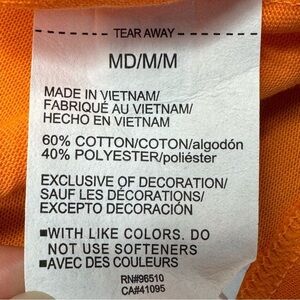 TEAR AWAY
MD/M/M
MADE IN VIETNAM/
FABRIQUÉ AU VIETNAM/
HECHO EN VIETNAM
60% COTTON/COTON/algodón
40% POLYESTER/poliéster
EXCLUSIVE OF DECORATION/
SAUF LES DÉCORATIONS/
EXCEPTO DECORACIÓN
■WITH LIKE COLORS. DO
NOT USE SOFTENERS
■AVEC DES COULEURS
RN#96510
CA#41095